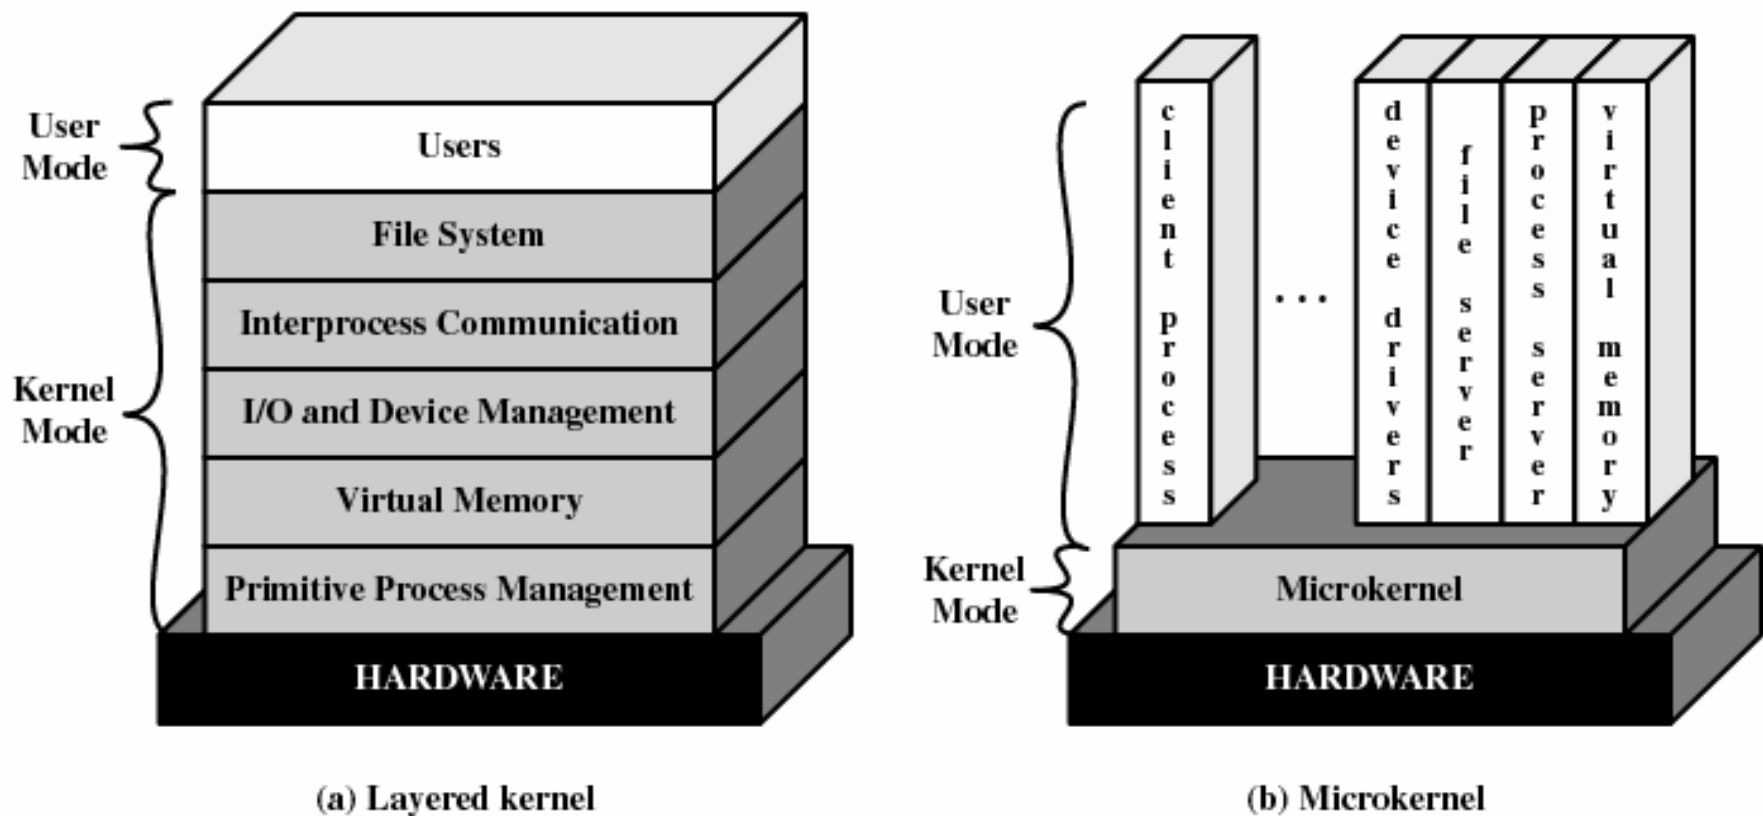 User
Mode
Users
File System
Interprocess Communication
Kernel
Mode
I/O and Device Management
Virtual Memory
Primitive Process Management
HARDWARE
(a) Layered kernel
User
Mode
client process
...
device drivers
file server
process server
virtual memory
Kernel
Mode
Microkernel
HARDWARE
(b) Microkernel